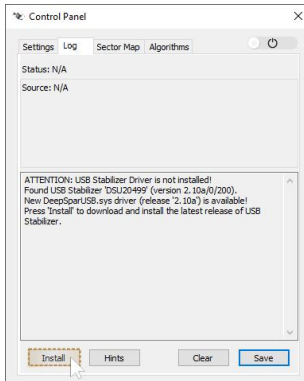 Control Panel
Settings Log Sector Map Algorithms
Status: N/A
Source: N/A
ATTENTION: USB Stabilizer Driver is not installed!
Found USB Stabilizer 'DSU20499' (version 2.10a/0/200).
New DeepSparUSB.sys driver (release '2.10a') is available!
Press 'Install' to download and install the latest release of USB
Stabilizer.
Install Hints Clear Save